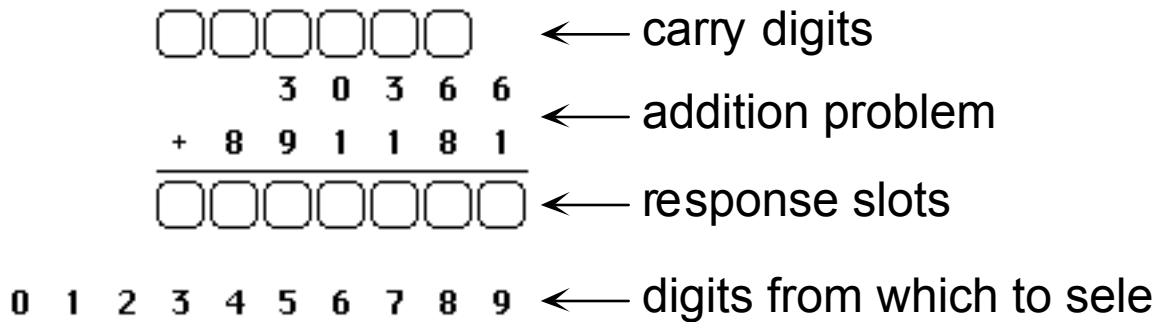 carry digits
3 0 3 6 6
addition problem
+ 8 9 1 1 8 1
response slots
0 1 2 3 4 5 6 7 8 9 digits from which to sele